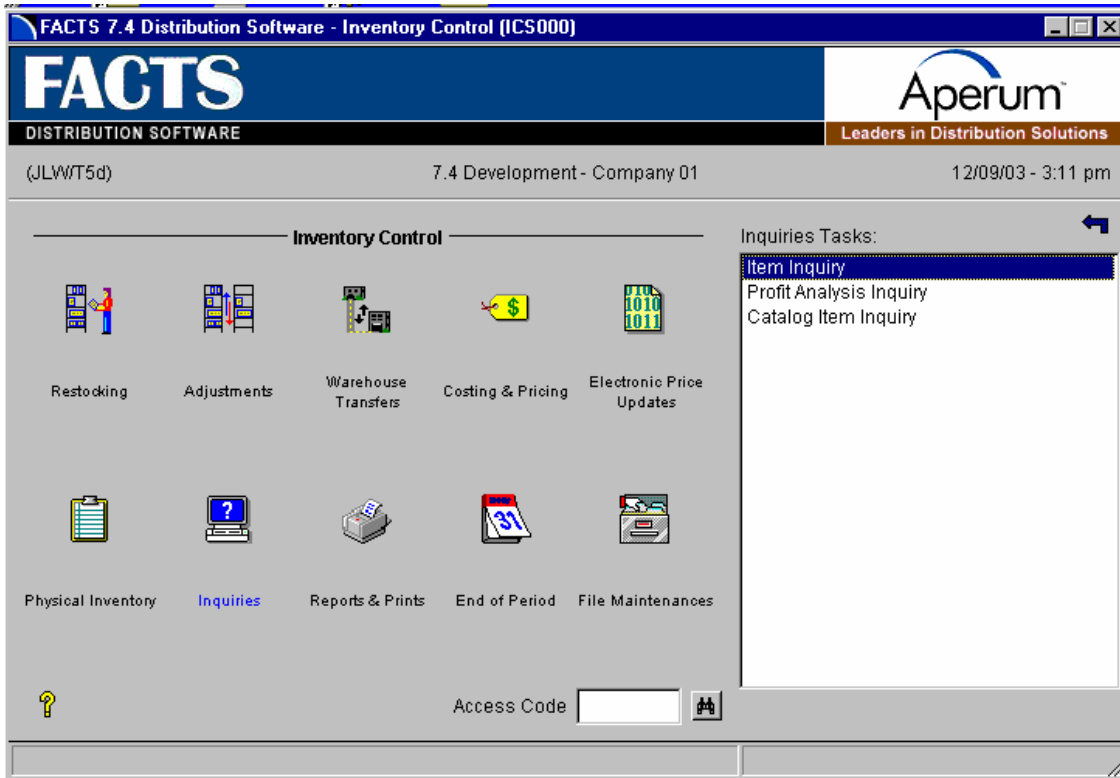 FACTS 7.4 Distribution Software - Inventory Control (ICS000)
FACTS
DISTRIBUTION SOFTWARE
Aperum™
Leaders in Distribution Solutions
(JLW/T5d)
7.4 Development - Company 01
12/09/03 - 3:11 pm
Inventory Control
Restocking
Adjustments
Warehouse
Transfers
$
Costing & Pricing
1010
1011
Electronic Price
Updates
Physical Inventory
?
Inquiries
Reports & Prints
31
End of Period
File Maintenances
?
Access Code
Inquiries Tasks:
Item Inquiry
Profit Analysis Inquiry
Catalog Item Inquiry